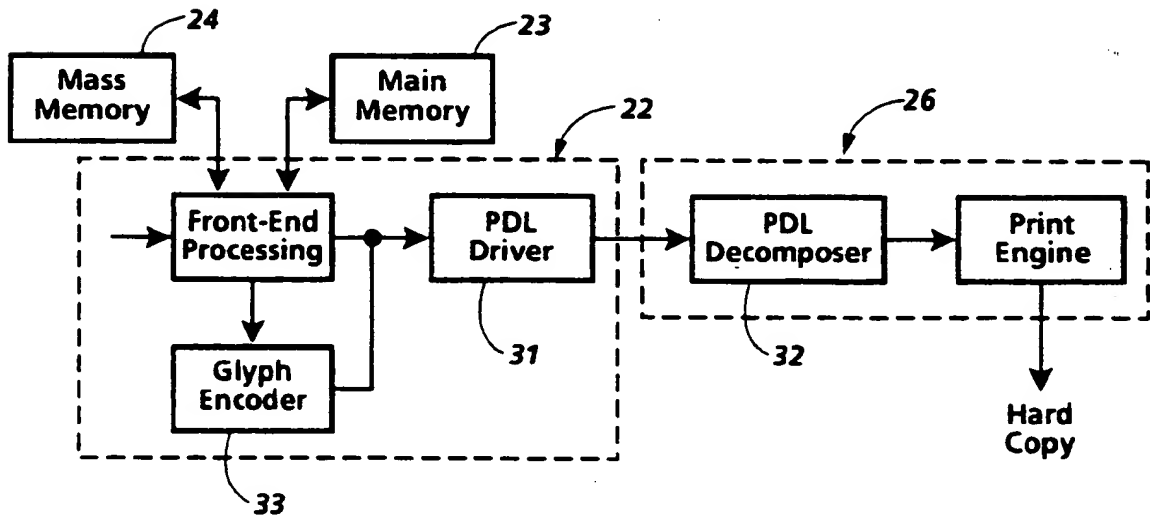 24
23
Mass
Memory
Main
Memory
22
26
Front-End
Processing
PDL
Driver
PDL
Decomposer
Print
Engine
31
32
Glyph
Encoder
33
Hard
Copy